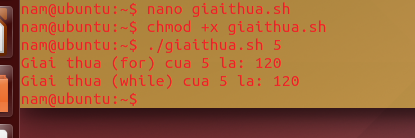 nam@ubuntu:~$ nano giaithua.sh
nam@ubuntu:~$ chmod +x giaithua.sh
nam@ubuntu:~$ ./giaithua.sh 5
Giai thua (for) cua 5 la: 120
Giai thua (while) cua 5 la: 120
nam@ubuntu:~$